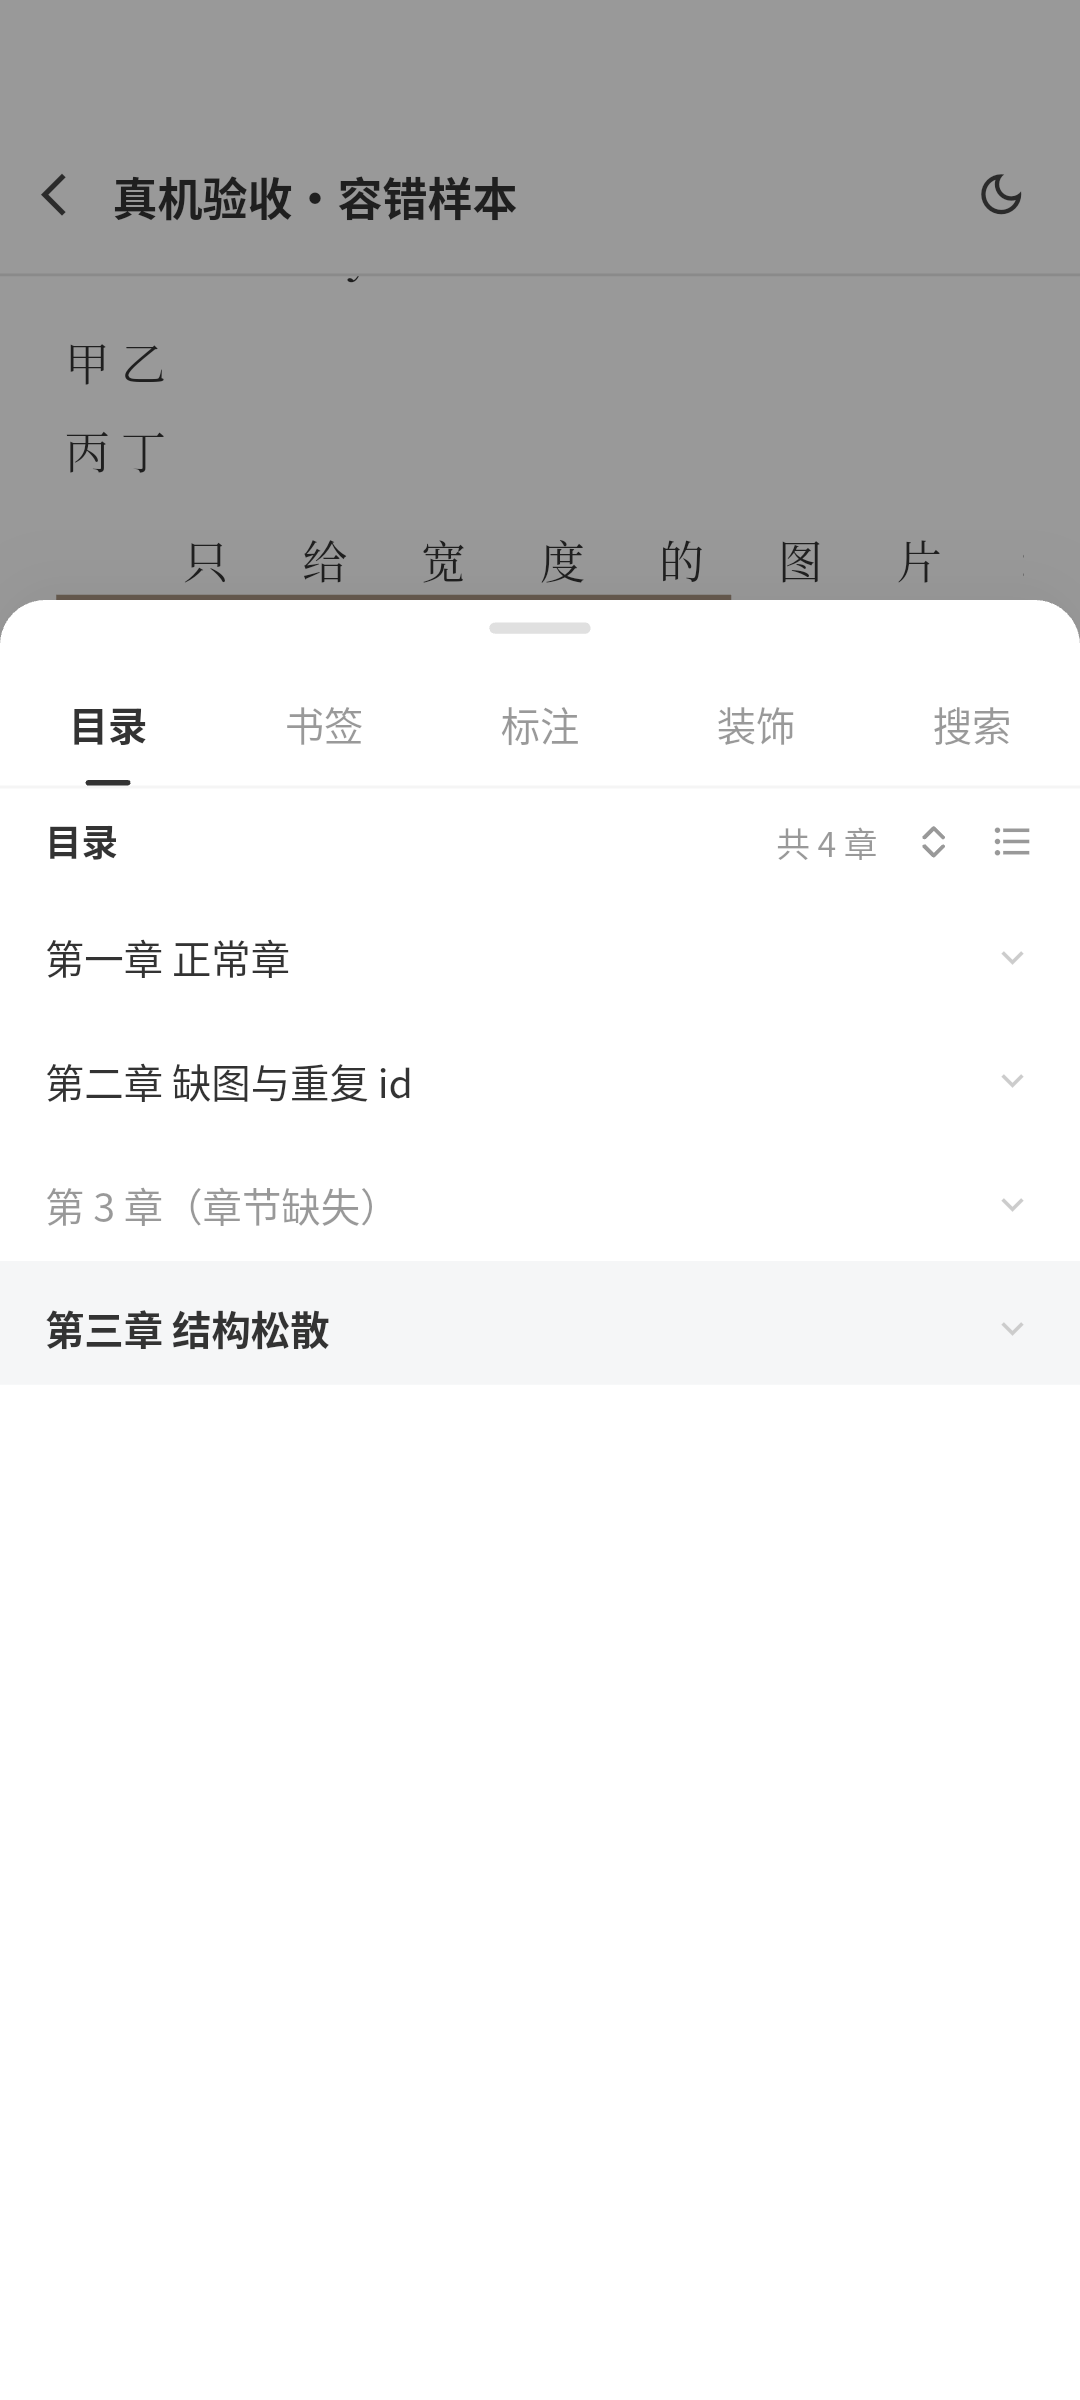 真机验收·容错样本
甲 乙
丙 丁
只给宽度的图片
目录 书签 标注 装饰 搜索
目录 共 4 章
第一章 正常章
第二章 缺图与重复 id
第 3 章（章节缺失）
第三章 结构松散